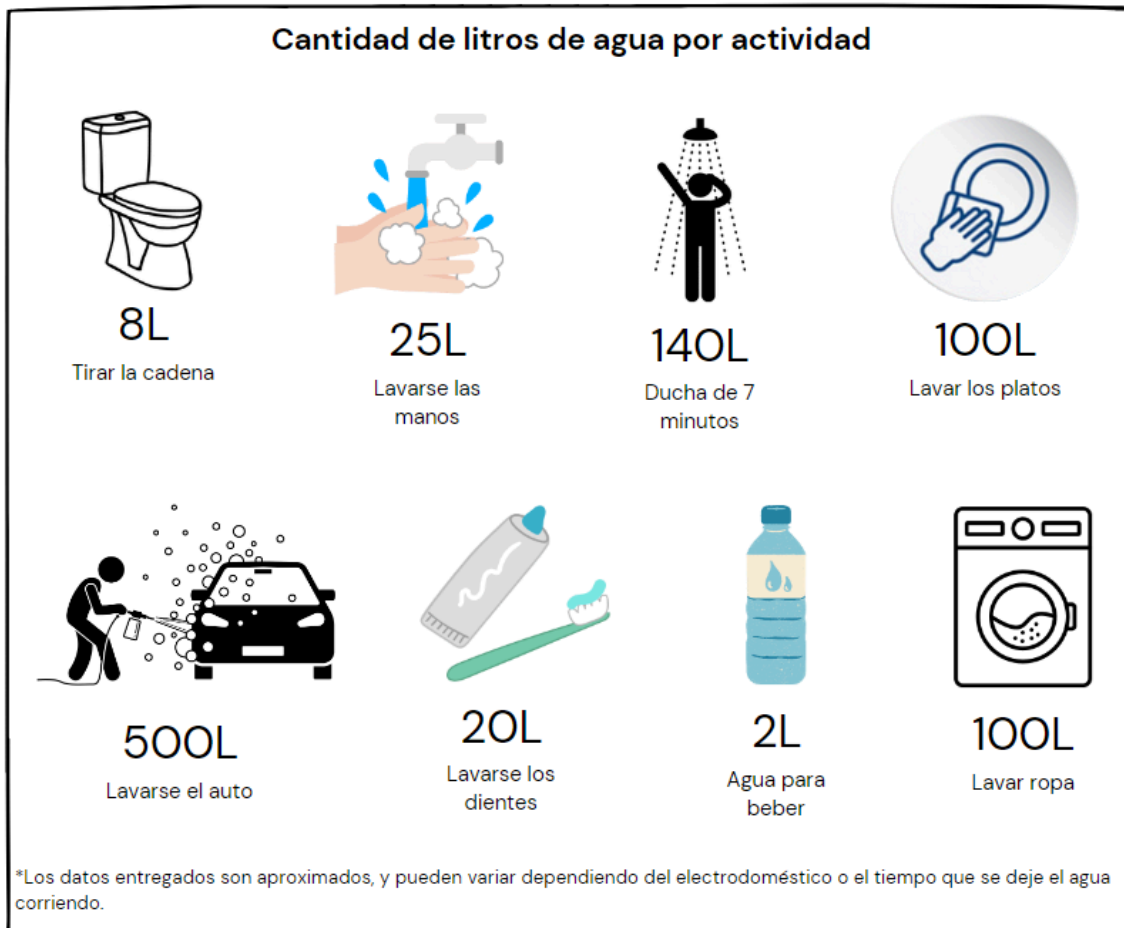 Cantidad de litros de agua por actividad
8L
Tirar la cadena
25L
Lavarse las
manos
140L
Ducha de 7
minutos
100L
Lavar los platos
500L
Lavarse el auto
20L
Lavarse los
dientes
2L
Agua para
beber
100L
Lavar ropa
*Los datos entregados son aproximados, y pueden variar dependiendo del electrodoméstico o el tiempo que se deje el agua
corriendo.